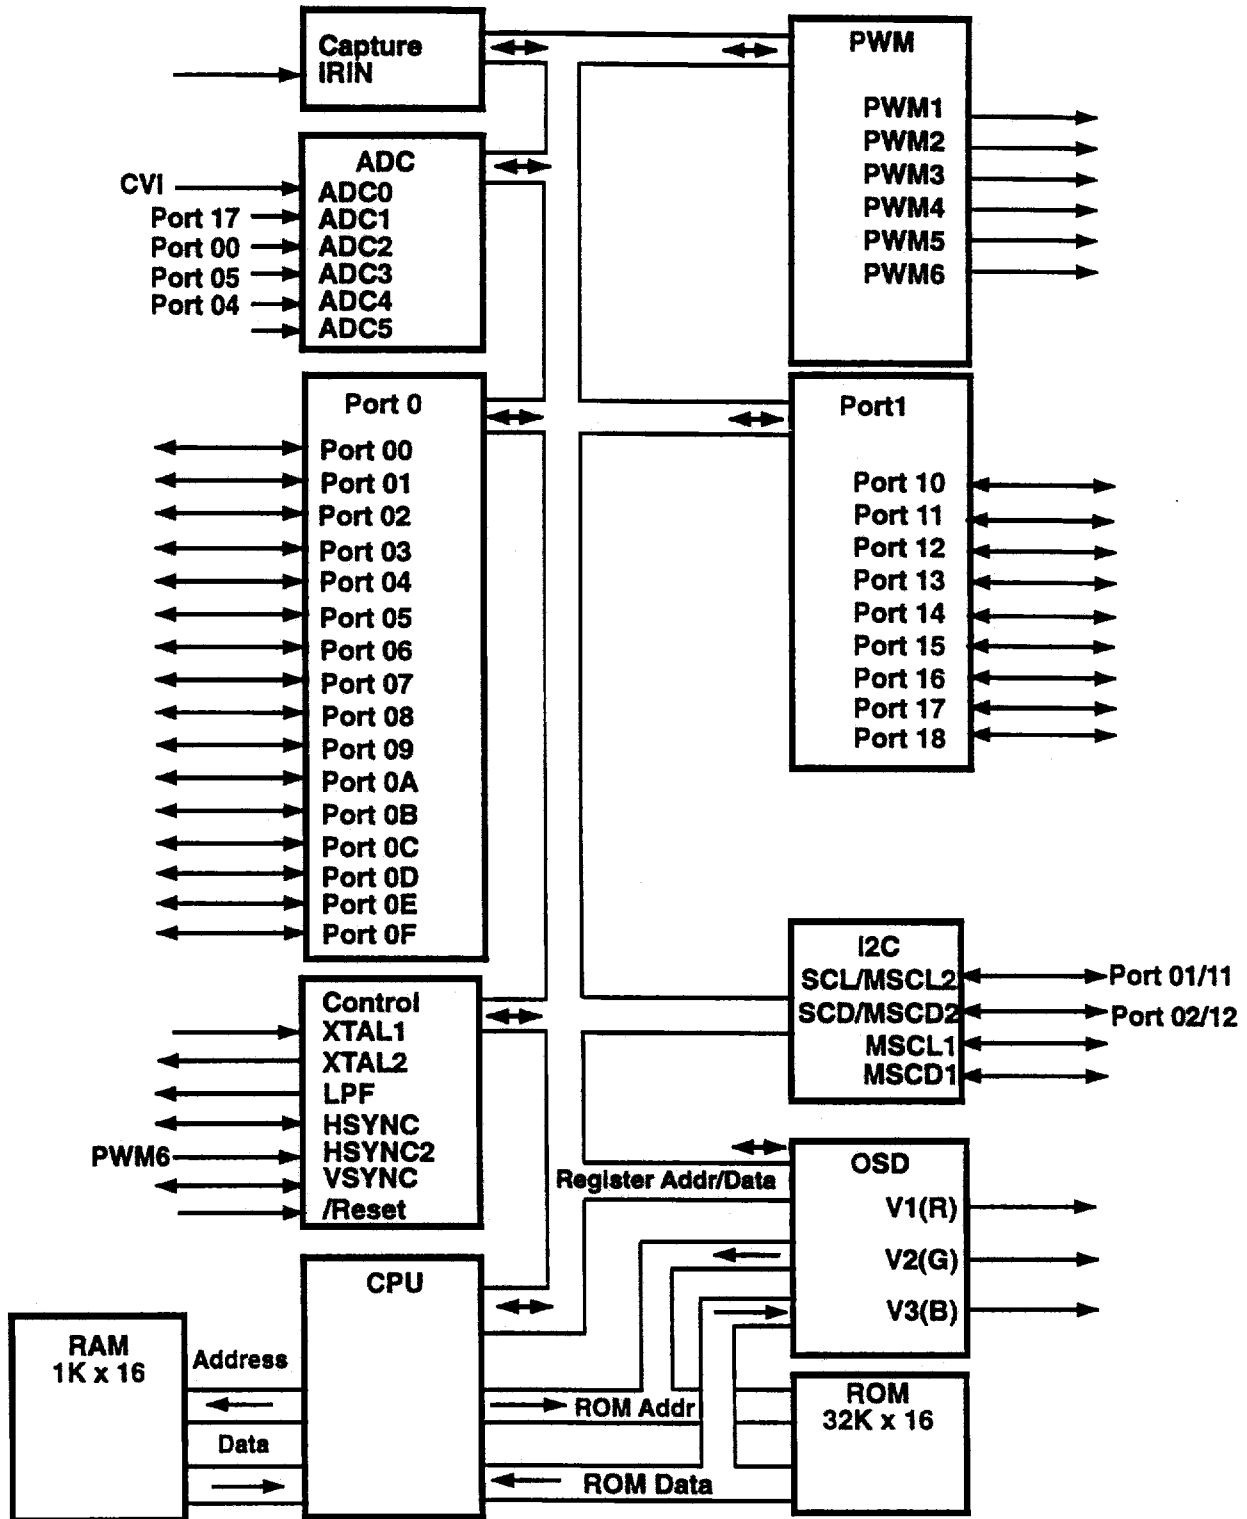 Capture
IRIN
PWM
PWM1
PWM2
PWM3
PWM4
PWM5
PWM6
ADC
CVI
ADC0
Port 17
ADC1
Port 00
ADC2
Port 05
ADC3
Port 04
ADC4
ADC5
Port 0
Port 00
Port 01
Port 02
Port 03
Port 04
Port 05
Port 06
Port 07
Port 08
Port 09
Port 0A
Port 0B
Port 0C
Port 0D
Port 0E
Port 0F
Port1
Port 10
Port 11
Port 12
Port 13
Port 14
Port 15
Port 16
Port 17
Port 18
I2C
SCL/MSCL2
Port 01/11
SCD/MSCD2
Port 02/12
MSCL1
MSCD1
Control
XTAL1
XTAL2
LPF
HSYNC
PWM6
HSYNC2
VSYNC
/Reset
Register Addr/Data
OSD
V1(R)
V2(G)
V3(B)
CPU
RAM
1K x 16
Address
Data
ROM Addr
ROM Data
ROM
32K x 16